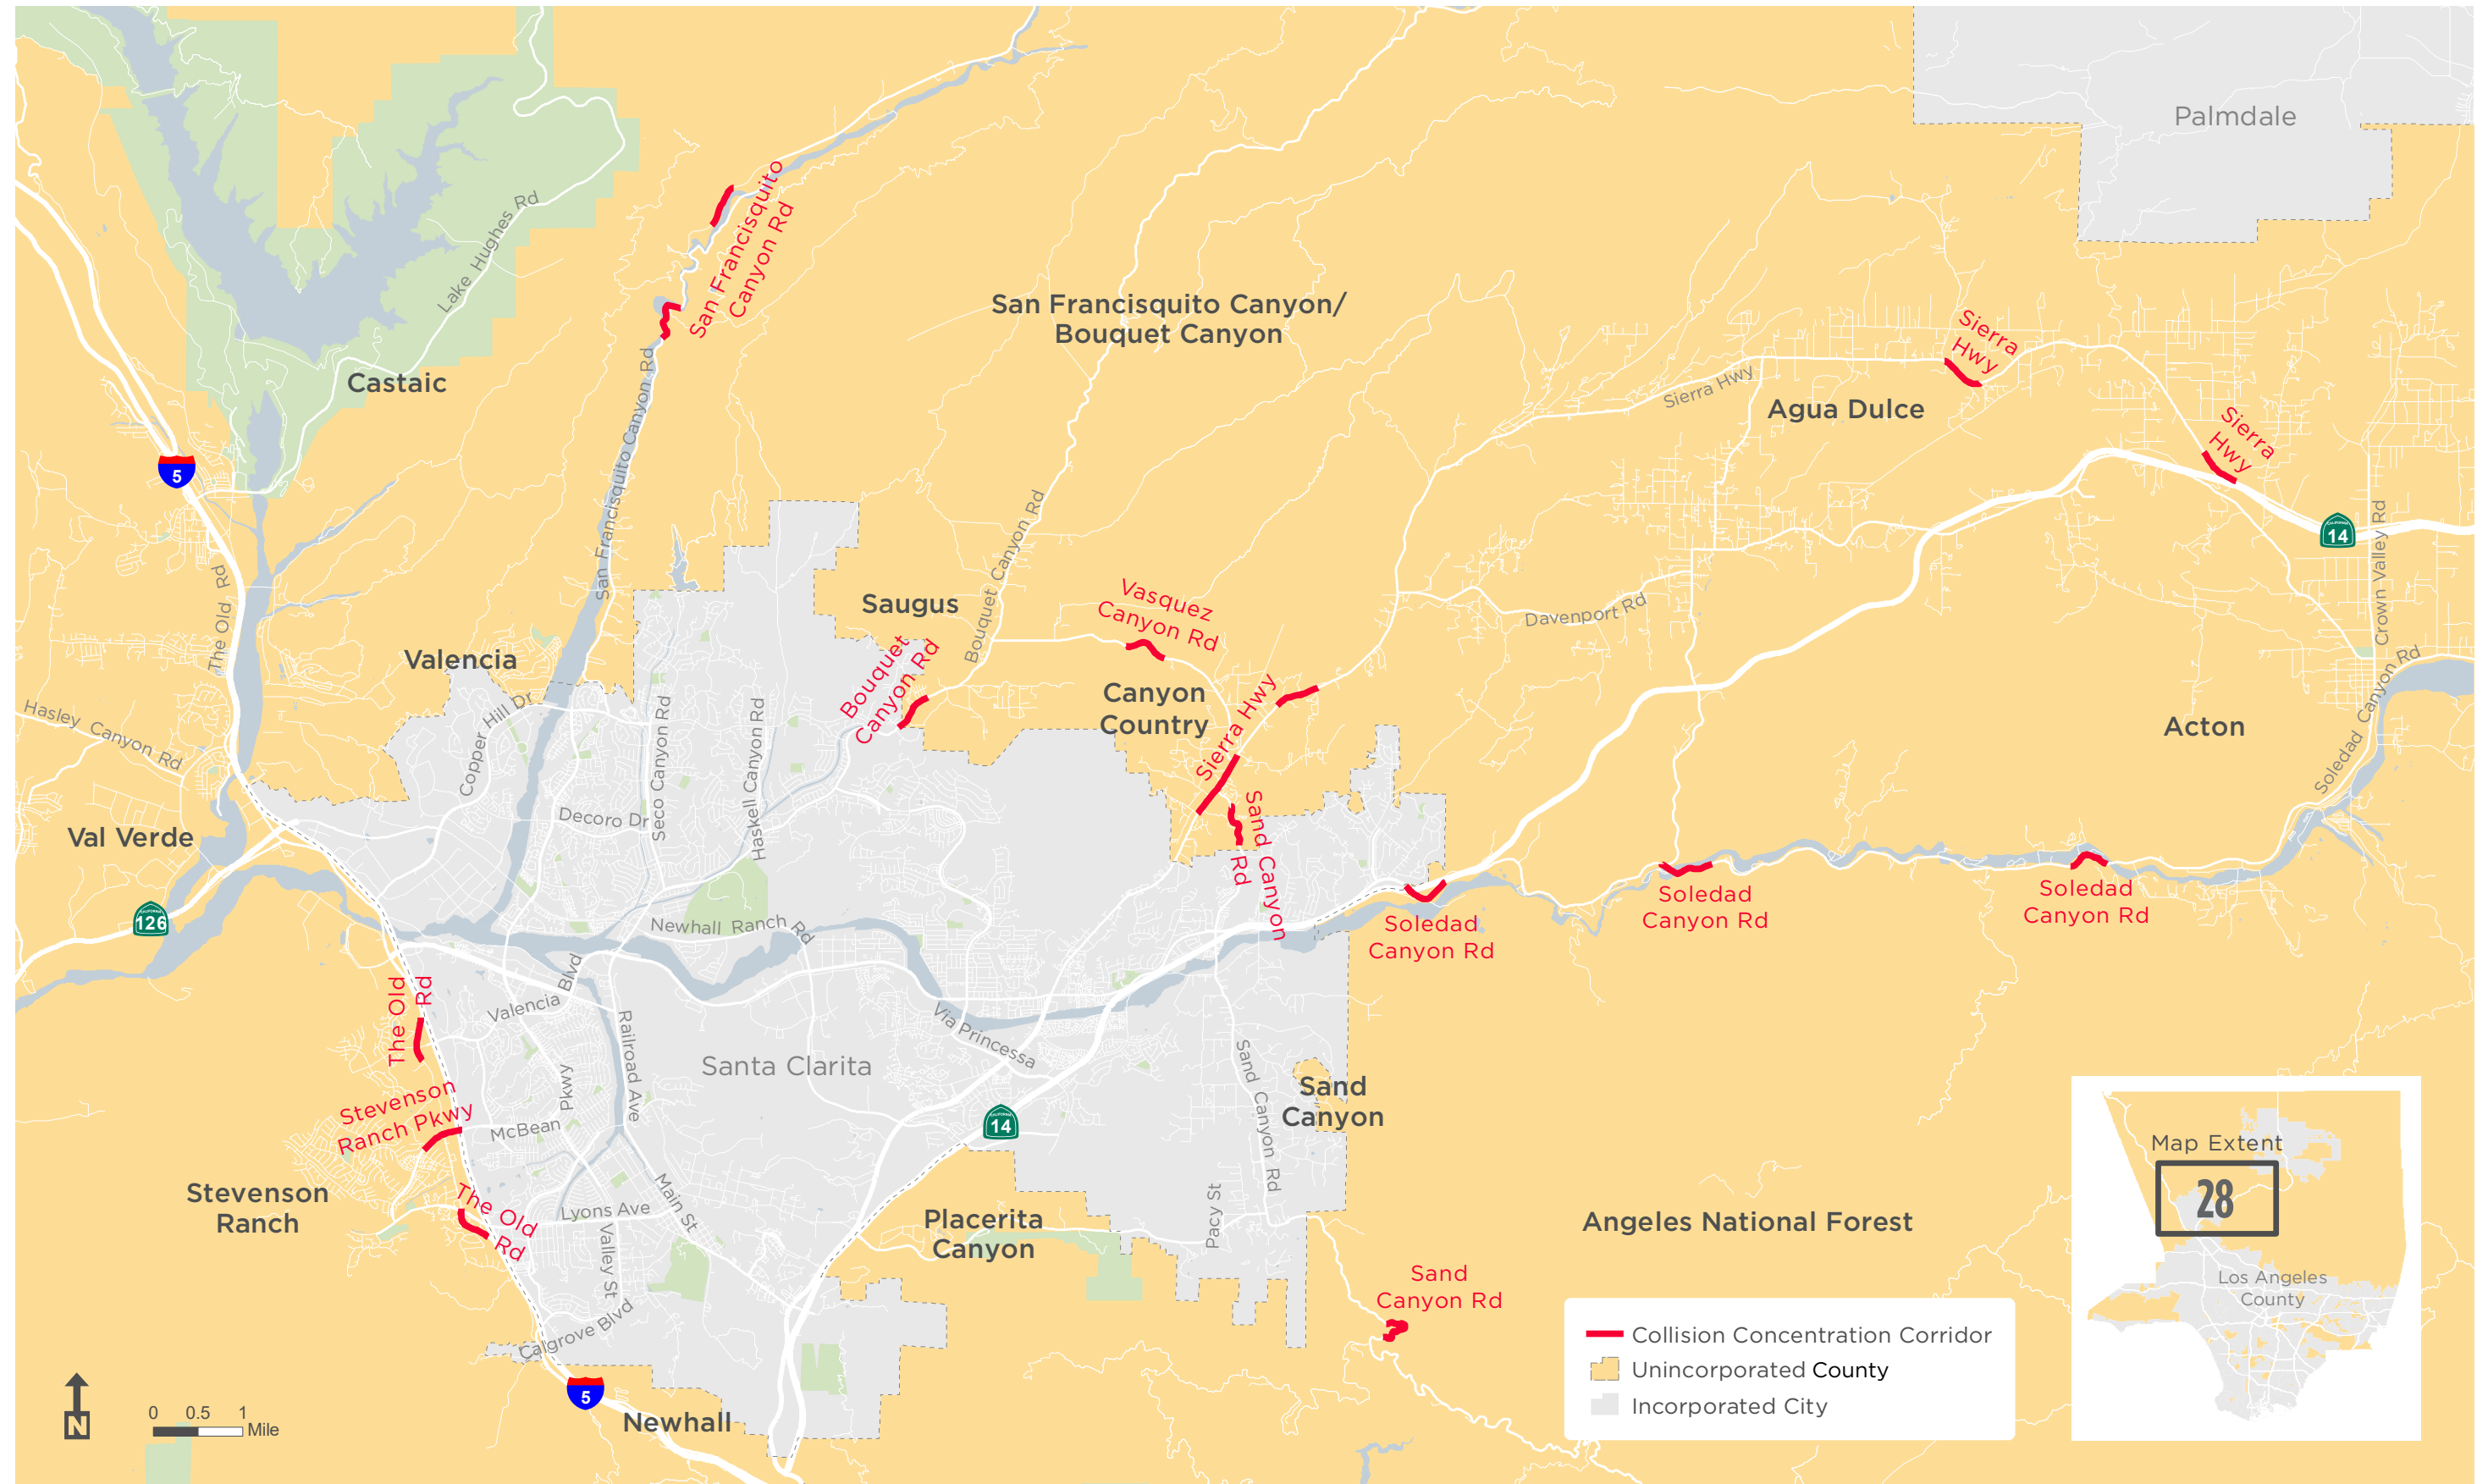 Palmdale
San Francisquito
Canyon Rd
Lake Hughes Rd
San Francisquito Canyon/
Bouquet Canyon
Castaic
Sierra
Hwy
Sierra Hwy
Agua Dulce
Sierra
Hwy
5
San Francisquito Canyon Rd
14
Crown Valley Rd
The Old Rd
Saugus
Bouquet Canyon Rd
Vasquez
Canyon Rd
Davenport Rd
Valencia
Bouquet
Canyon Rd
Canyon
Country
Sierra Hwy
Acton
Soledad Canyon Rd
Hasley Canyon Rd
Copper Hill Dr
Seco Canyon Rd
Haskell Canyon Rd
Decoro Dr
Val Verde
Sand Canyon
Rd
126
Newhall Ranch Rd
Soledad
Canyon Rd
Soledad
Canyon Rd
Soledad
Canyon Rd
The Old
Rd
Valencia Blvd
Railroad Ave
Via Princessa
Santa Clarita
Sand Canyon Rd
Sand
Canyon
Stevenson
Ranch Pkwy
McBean Pkwy
14
Map Extent
28
Los Angeles
County
Stevenson
Ranch
The Old
Rd
Lyons Ave
Main St
Valley St
Placerita
Canyon
Pacy St
Angeles National Forest
Sand
Canyon Rd
Calgrove Blvd
5
Newhall
N
0 0.5 1
Mile
Collision Concentration Corridor
Unincorporated County
Incorporated City